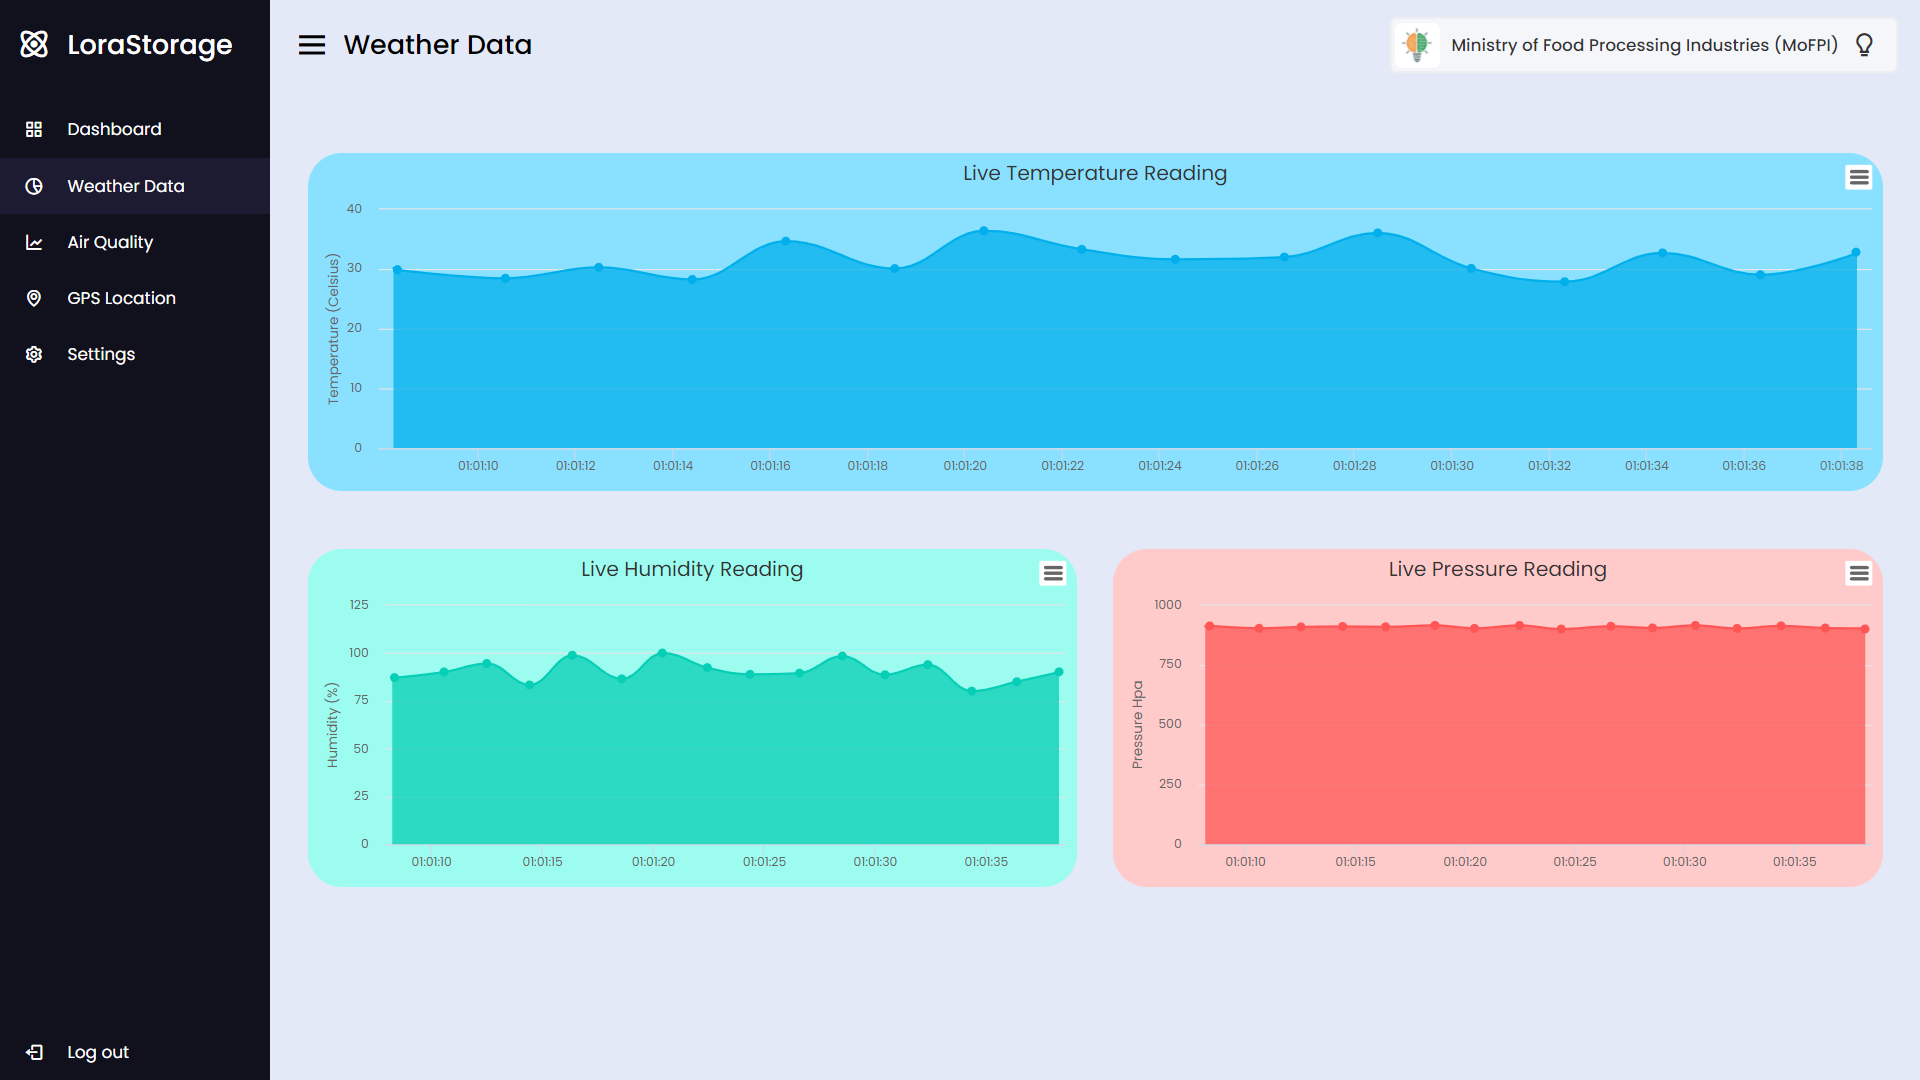 LoraStorage
Dashboard
Weather Data
Air Quality
GPS Location
Settings
Log out
Weather Data
Ministry of Food Processing Industries (MoFPI)
Live Temperature Reading
Temperature (Celsius)
40
30
20
10
0
01:01:10 01:01:12 01:01:14 01:01:16 01:01:18 01:01:20 01:01:22 01:01:24 01:01:26 01:01:28 01:01:30 01:01:32 01:01:34 01:01:36 01:01:38
Live Humidity Reading
Humidity (%)
125
100
75
50
25
0
01:01:10 01:01:15 01:01:20 01:01:25 01:01:30 01:01:35
Live Pressure Reading
Pressure Hpa
1000
750
500
250
0
01:01:10 01:01:15 01:01:20 01:01:25 01:01:30 01:01:35